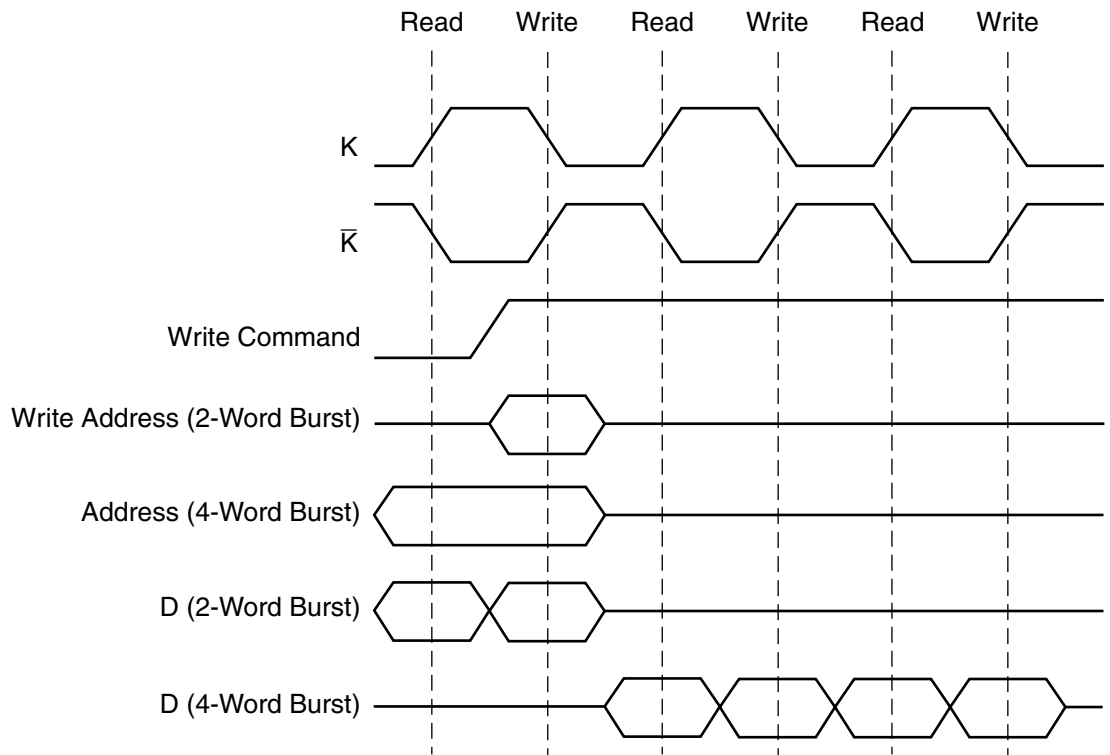 Read Write Read Write Read Write
K
K̅
Write Command
Write Address (2-Word Burst)
Address (4-Word Burst)
D (2-Word Burst)
D (4-Word Burst)